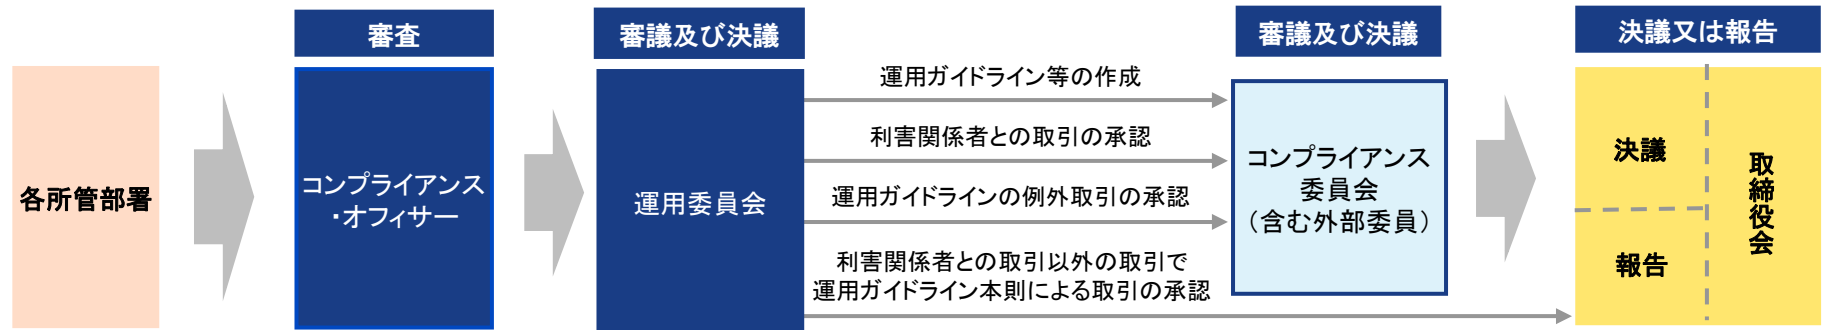 審査
審議及び決議
審議及び決議
決議又は報告
各所管部署
コンプライアンス
・オフィサー
運用委員会
運用ガイドライン等の作成
利害関係者との取引の承認
運用ガイドラインの例外取引の承認
利害関係者との取引以外の取引で
運用ガイドライン本則による取引の承認
コンプライアンス
委員会
（含む外部委員）
決議
報告
取締役会